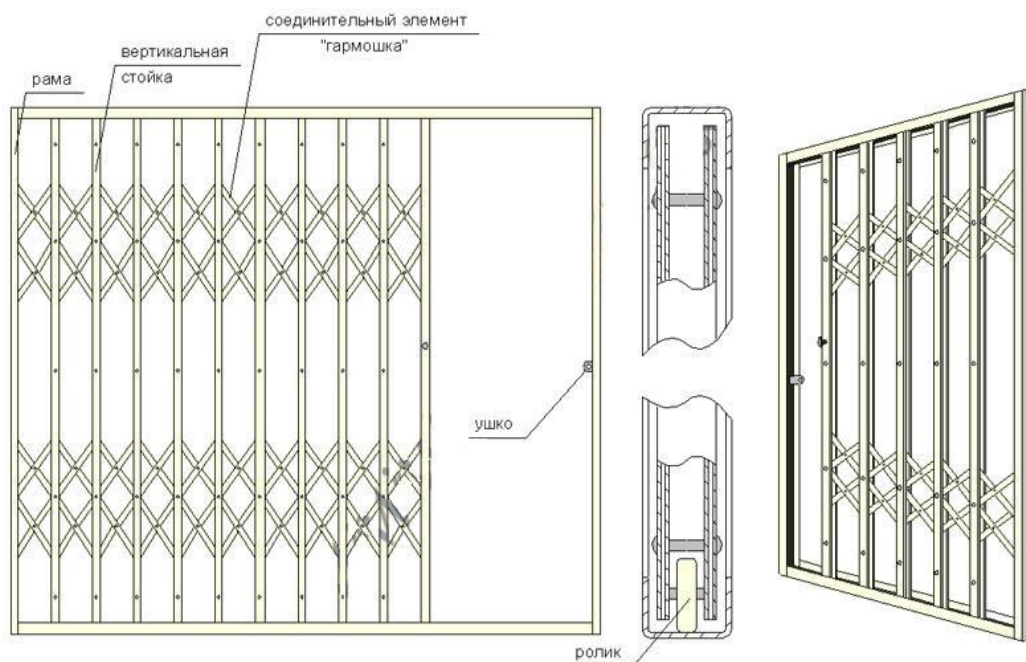 соединительный элемент
"гармошка"
вертикальная
стойка
рама
ушко
ролик